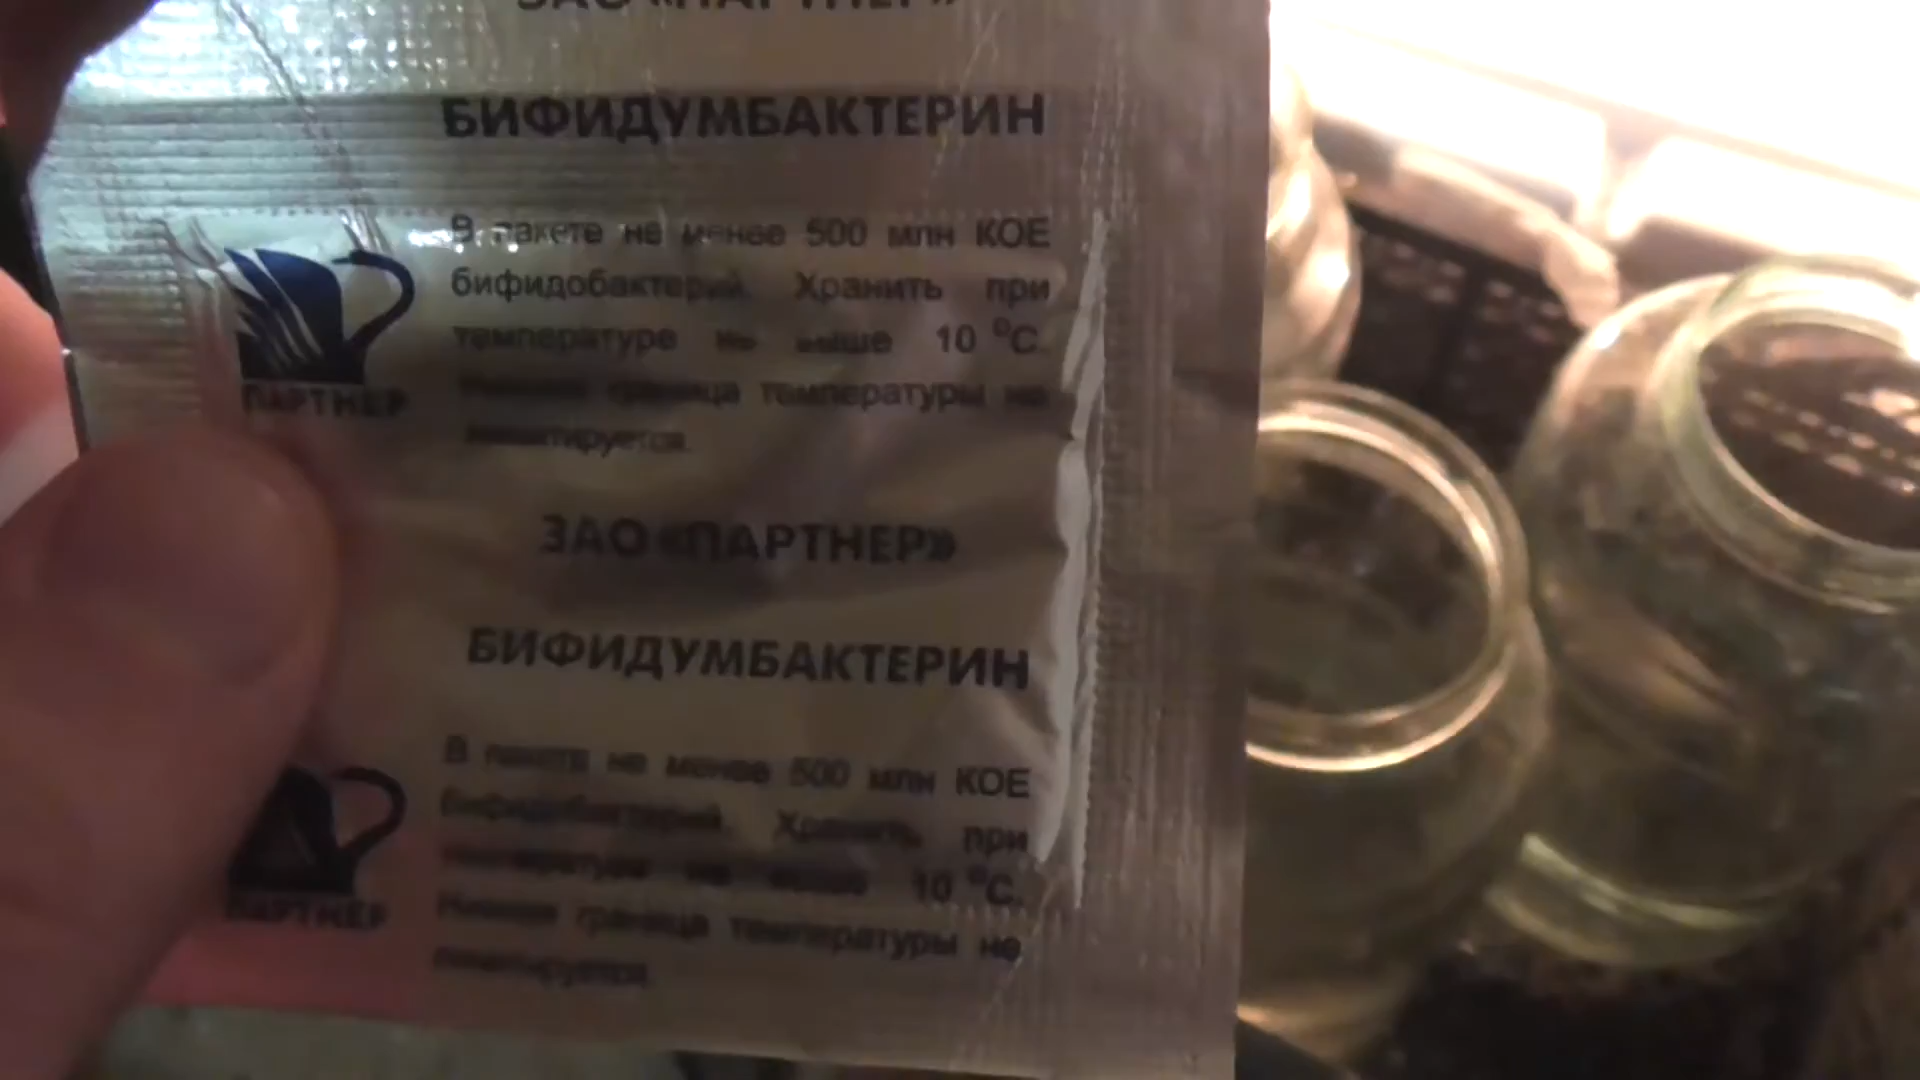 ЗАО «ПАРТНЕР»
БИФИДУМБАКТЕРИН
В пакете не менее 500 млн КОЕ
бифидобактерий. Хранить при
температуре не выше 10 °С.
Нижняя граница температуры не
лимитируется.
ПАРТНЕР
ЗАО «ПАРТНЕР»
БИФИДУМБАКТЕРИН
В пакете не менее 500 млн КОЕ
бифидобактерий. Хранить при
температуре не выше 10 °С.
Нижняя граница температуры не
лимитируется.
ПАРТНЕР